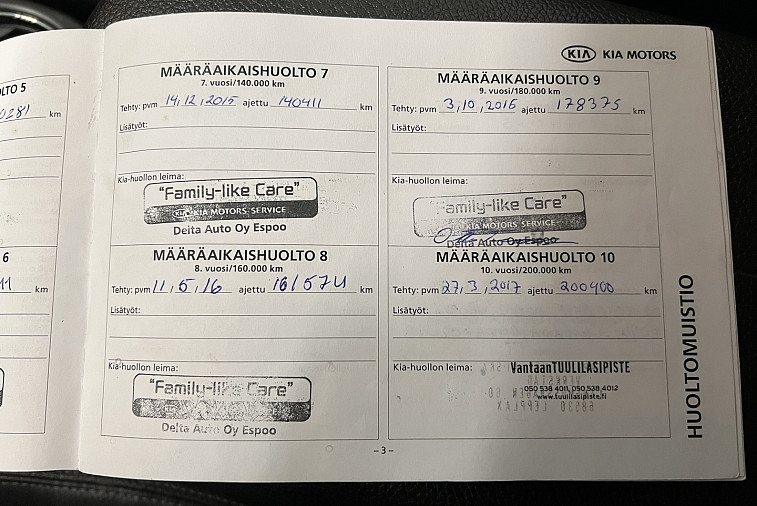 KIA KIA MOTORS
LTO 5
0281 km
6
11 km
MÄÄRÄAIKAISHUOLTO 7
7. vuosi/140.000 km
Tehty: pvm 14,12,2015 ajettu 140411 km
Lisätyöt:
Kia-huollon leima:
"Family-like Care"
KIA KIA MOTORS SERVICE
Delta Auto Oy Espoo
MÄÄRÄAIKAISHUOLTO 8
8. vuosi/160.000 km
Tehty: pvm 11,5,16 ajettu 161574 km
Lisätyöt:
Kia-huollon leima:
"Family-like Care"
Delta Auto Oy Espoo
MÄÄRÄAIKAISHUOLTO 9
9. vuosi/180.000 km
Tehty: pvm 3,10,2016 ajettu 178375 km
Lisätyöt:
Kia-huollon leima:
"Family-like Care"
KIA MOTORS SERVICE
Delta Auto Oy Espoo
MÄÄRÄAIKAISHUOLTO 10
10. vuosi/200.000 km
Tehty: pvm 27,3,2017 ajettu 200400 km
Lisätyöt:
Kia-huollon leima:
VantaanTUULILASIPISTE
050 538 4011, 050 538 4012
www.tuulilasipiste.fi
68530 LEPPLAX
HUOLTOMUISTIO
– 3 –